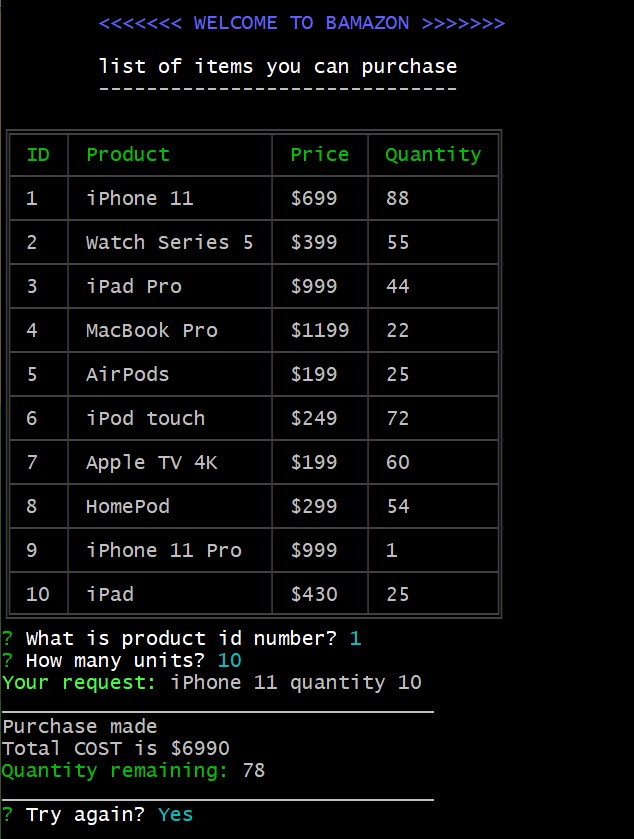 <<<<<<< WELCOME TO BAMAZON >>>>>>>
list of items you can purchase
------------------------------
ID Product Price Quantity
1 iPhone 11 $699 88
2 Watch Series 5 $399 55
3 iPad Pro $999 44
4 MacBook Pro $1199 22
5 AirPods $199 25
6 iPod touch $249 72
7 Apple TV 4K $199 60
8 HomePod $299 54
9 iPhone 11 Pro $999 1
10 iPad $430 25
? What is product id number? 1
? How many units? 10
Your request: iPhone 11 quantity 10
Purchase made
Total COST is $6990
Quantity remaining: 78
? Try again? Yes